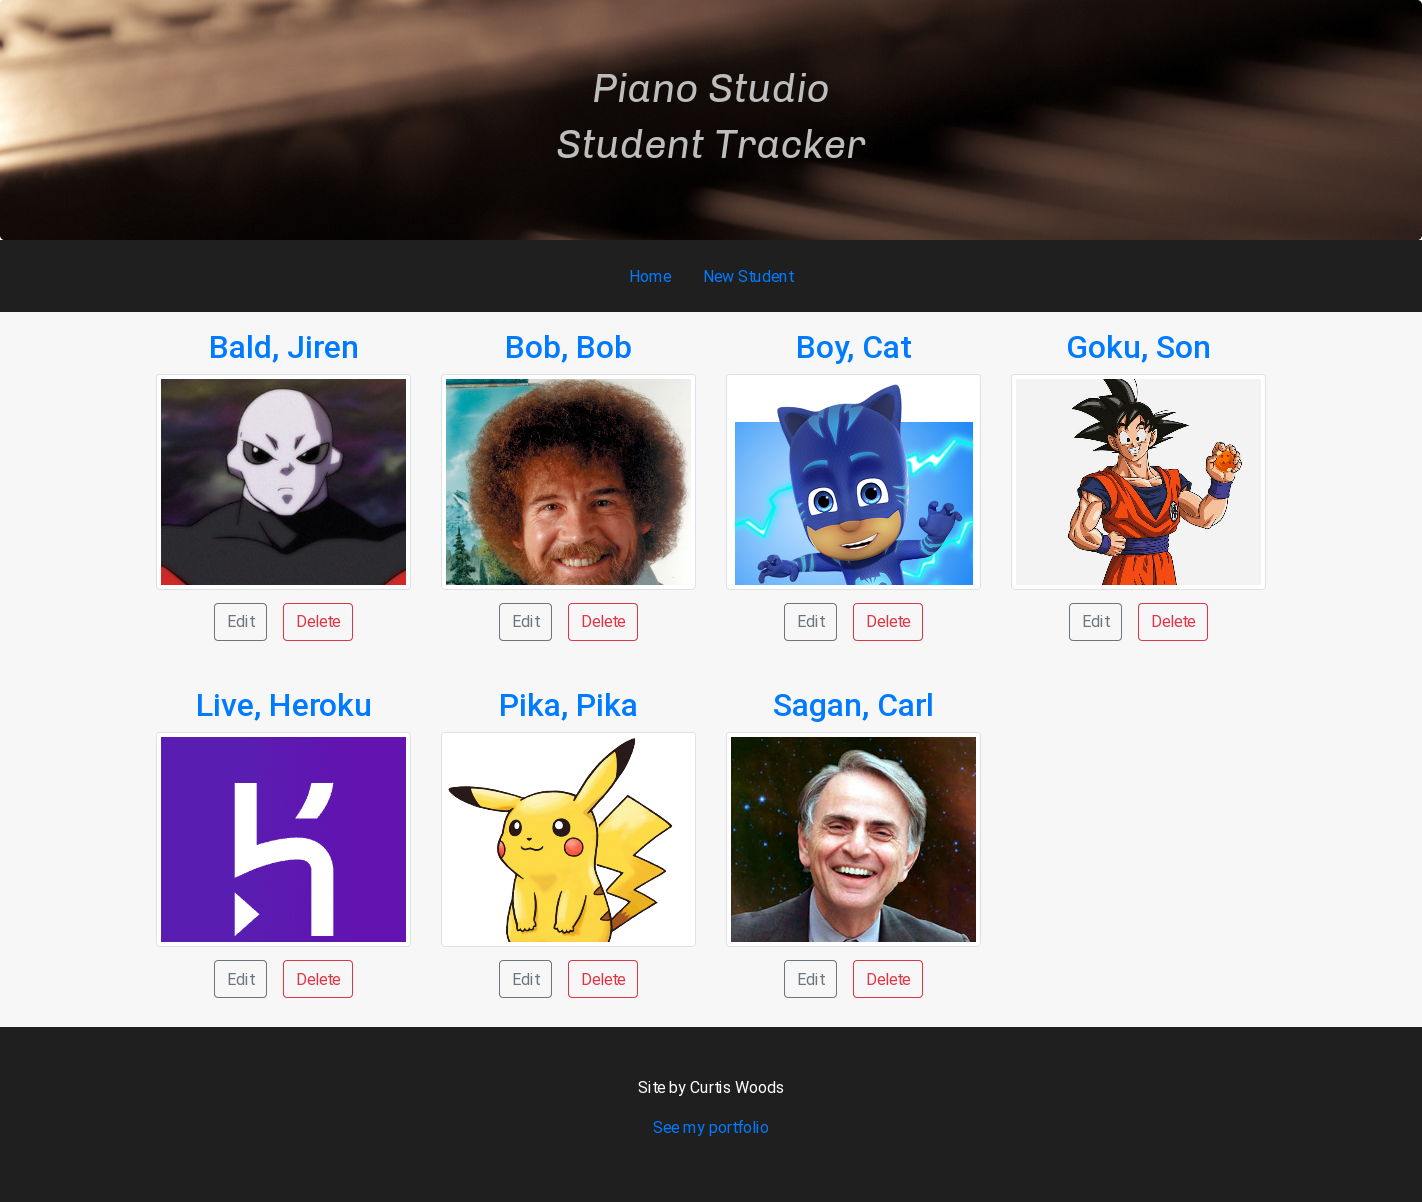 Piano Studio
Student Tracker
Home New Student
Bald, Jiren
Bob, Bob
Boy, Cat
Goku, Son
Edit Delete
Edit Delete
Edit Delete
Edit Delete
Live, Heroku
Pika, Pika
Sagan, Carl
Edit Delete
Edit Delete
Edit Delete
Site by Curtis Woods
See my portfolio